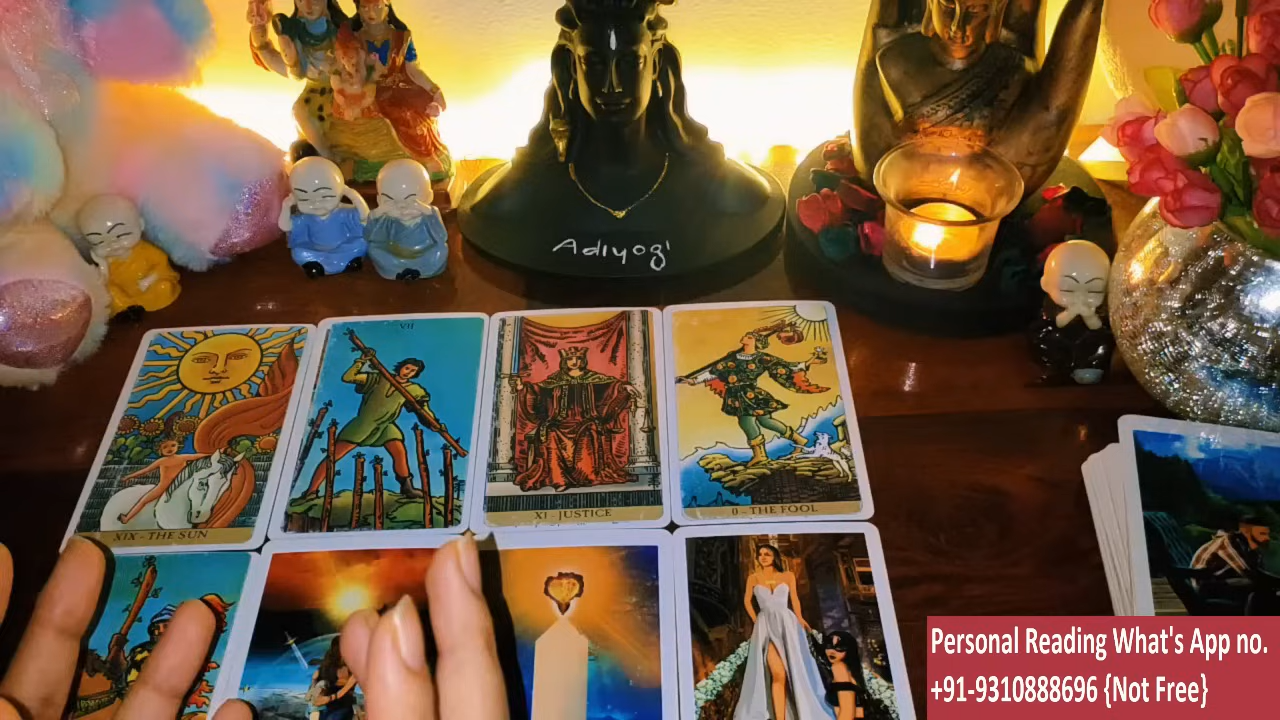 Adiyogi
VII
XIX - THE SUN
XI - JUSTICE
0 - THE FOOL
Personal Reading What's App no.
+91-9310888696 {Not Free}